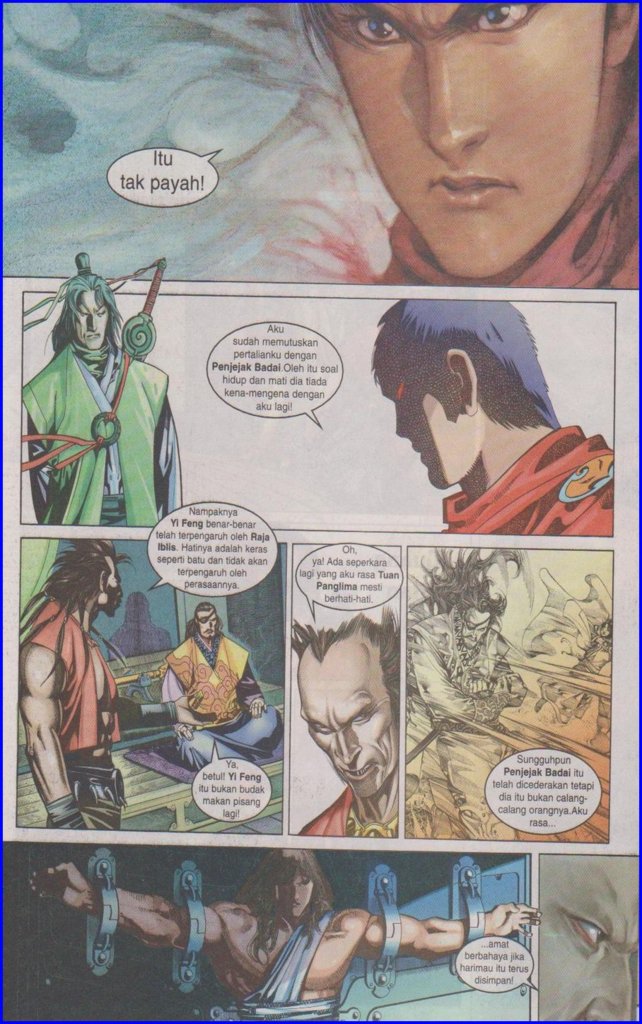 Itu
tak payah!
Aku
sudah memutuskan
pertalianku dengan
Penjejak Badai.Oleh itu soal
hidup dan mati dia tiada
kena-mengena dengan
aku lagi!
Nampaknya
Yi Feng benar-benar
telah terpengaruh oleh Raja
Iblis. Hatinya adalah keras
seperti batu dan tidak akan
terpengaruh oleh
perasaannya.
Ya,
betul! Yi Feng
itu bukan budak
makan pisang
lagi!
Oh,
ya! Ada seperkara
lagi yang aku rasa Tuan
Panglima mesti
berhati-hati.
Sungguhpun
Penjejak Badai itu
telah dicederakan tetapi
dia itu bukan calang-
calang orangnya.Aku
rasa...
...amat
berbahaya jika
harimau itu terus
disimpan!